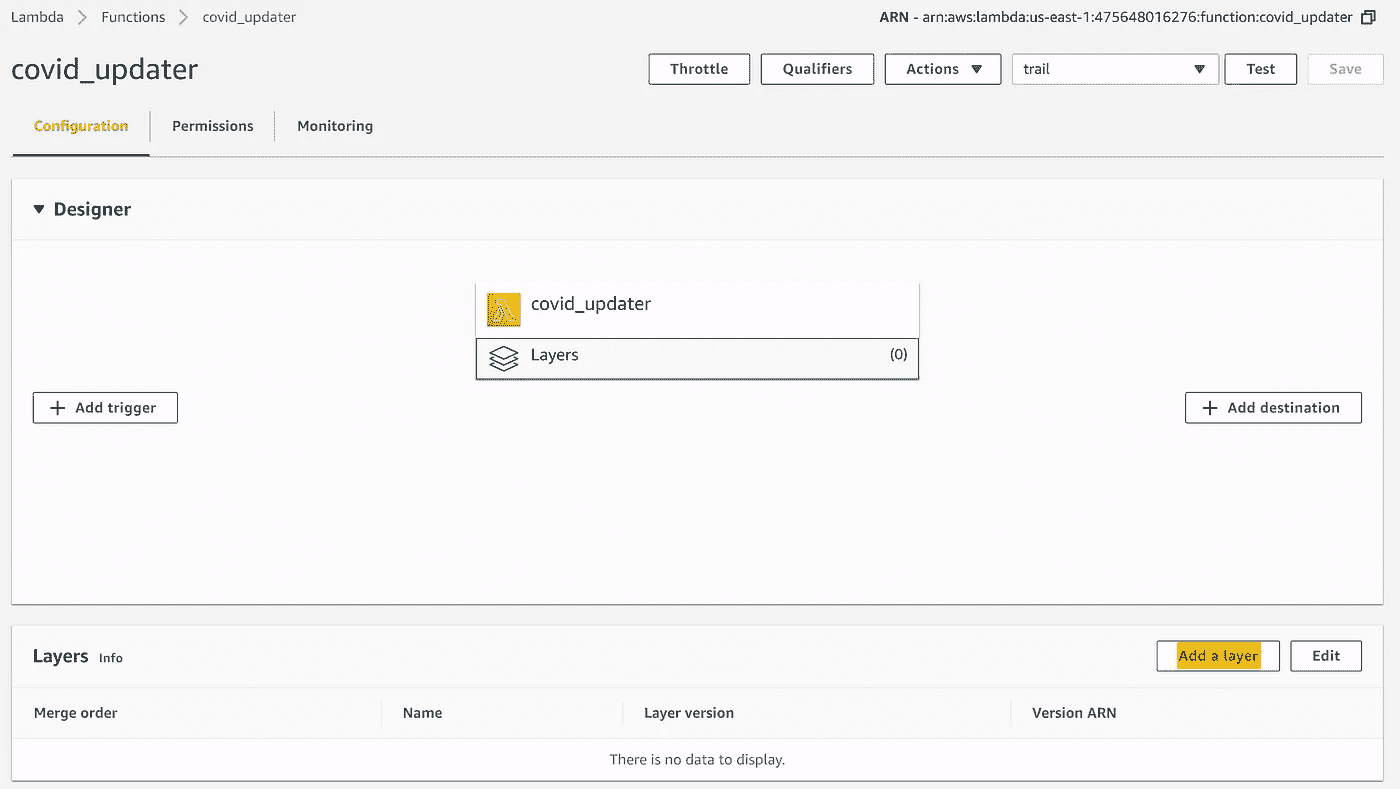 Lambda > Functions > covid_updater ARN - arn:aws:lambda:us-east-1:475648016276:function:covid_updater
covid_updater Throttle Qualifiers Actions trail Test Save
Configuration Permissions Monitoring
Designer
covid_updater
Layers (0)
+ Add trigger + Add destination
Layers Info Add a layer Edit
Merge order Name Layer version Version ARN
There is no data to display.